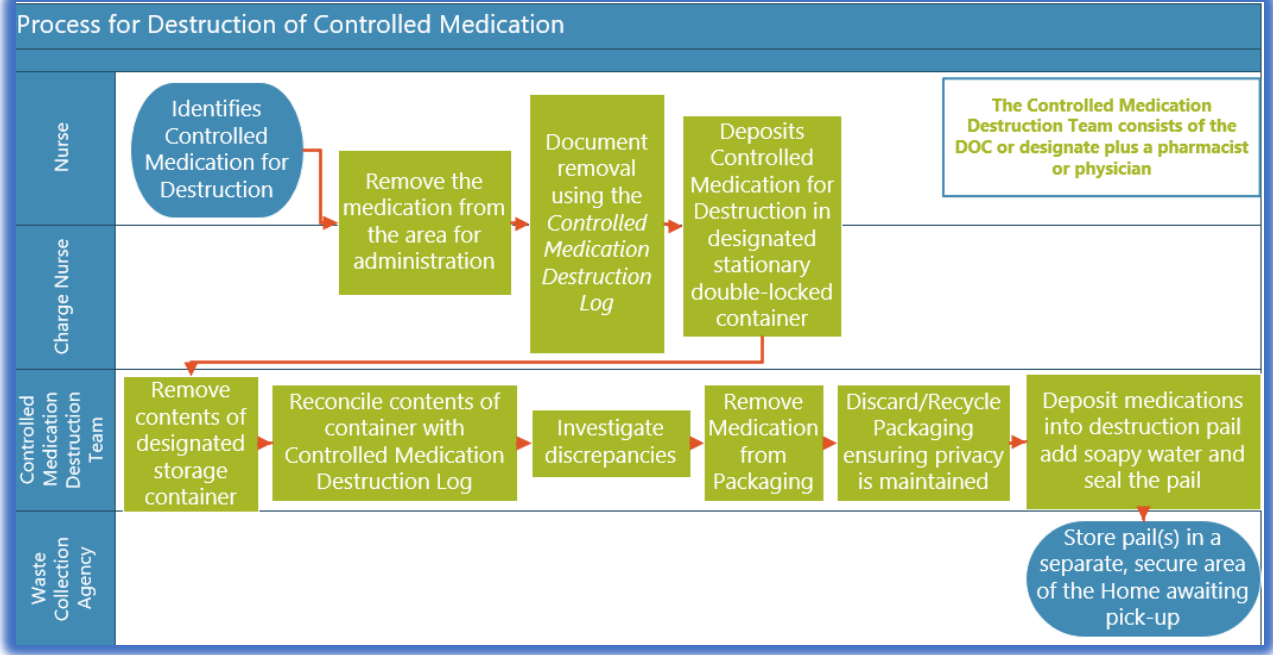 Process for Destruction of Controlled Medication
Nurse
Identifies
Controlled
Medication for
Destruction
Remove the
medication from
the area for
administration
Document
removal
using the
Controlled
Medication
Destruction
Log
Deposits
Controlled
Medication for
Destruction in
designated
stationary
double-locked
container
The Controlled Medication
Destruction Team consists of the
DOC or designate plus a pharmacist
or physician
Charge Nurse
Controlled
Medication
Destruction
Team
Remove
contents of
designated
storage
container
Reconcile contents of
container with
Controlled Medication
Destruction Log
Investigate
discrepancies
Remove
Medication
from
Packaging
Discard/Recycle
Packaging
ensuring privacy
is maintained
Deposit medications
into destruction pail
add soapy water and
seal the pail
Waste
Collection
Agency
Store pail(s) in a
separate, secure area
of the Home awaiting
pick-up